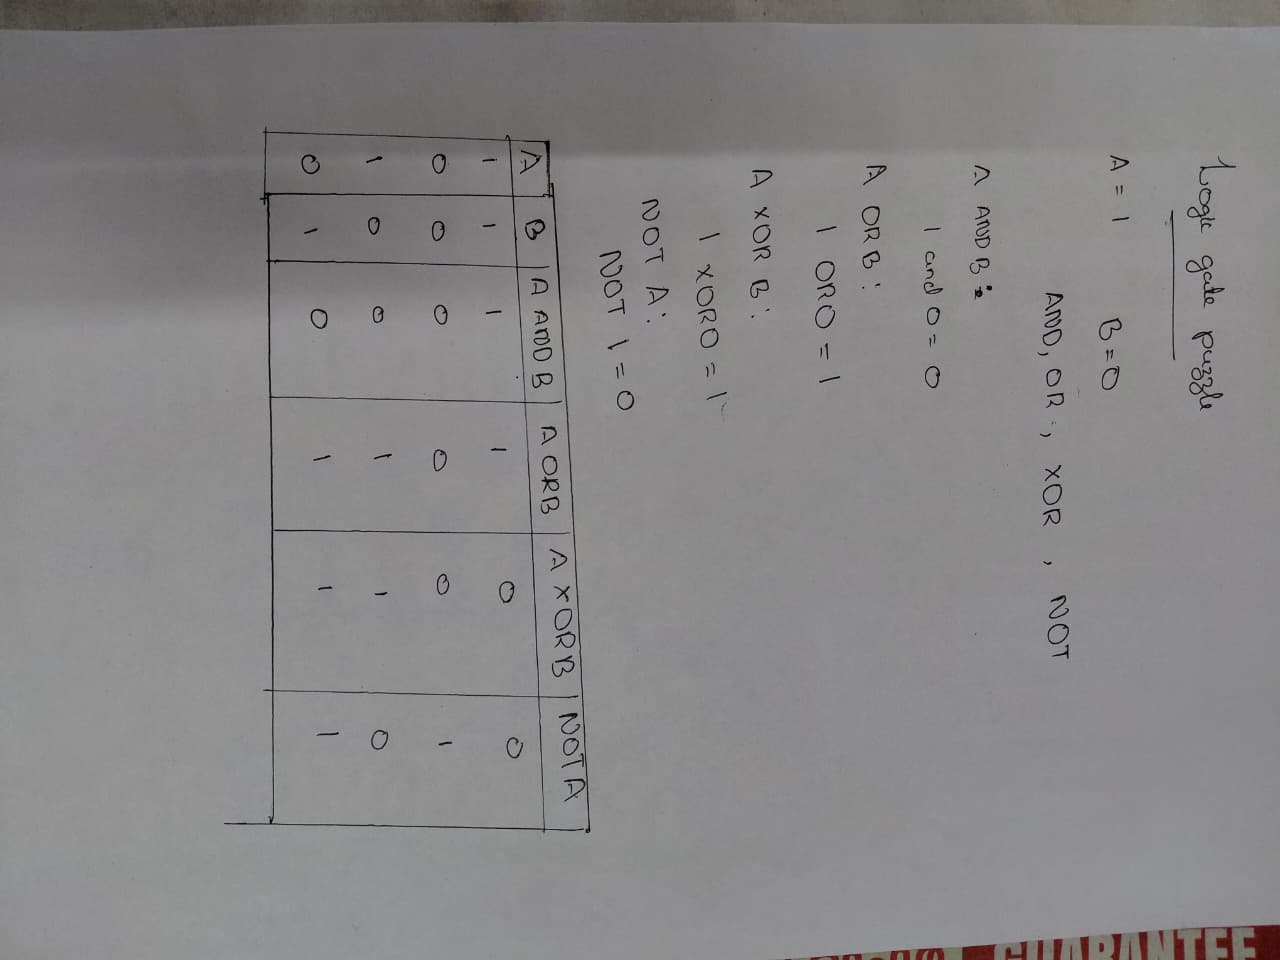 Logic gate puzzle
A = 1 B = 0
AND, OR, XOR, NOT
A AND B:
1 and 0 = 0
A OR B:
1 OR 0 = 1
A XOR B:
1 XOR 0 = 1
NOT A:
NOT 1 = 0
A | B | A AND B | A OR B | A XOR B | NOT A
1 1 1 1 0 0
0 0 0 0 0 1
1 0 0 1 1 0
0 1 0 1 1 1
GUARANTEE